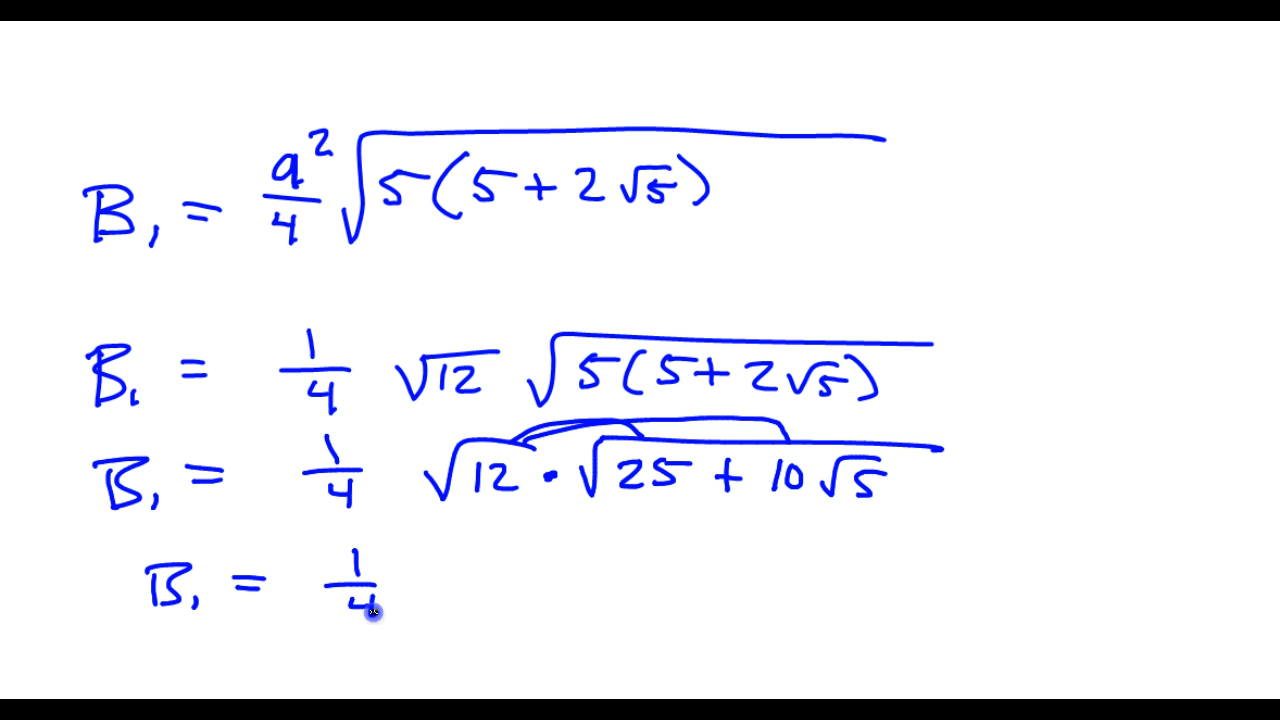 B₁ = a²/4 √(5(5 + 2√5))
B₁ = 1/4 √12 √(5(5 + 2√5))
B₁ = 1/4 √12 · √(25 + 10√5)
B₁ = 1/4